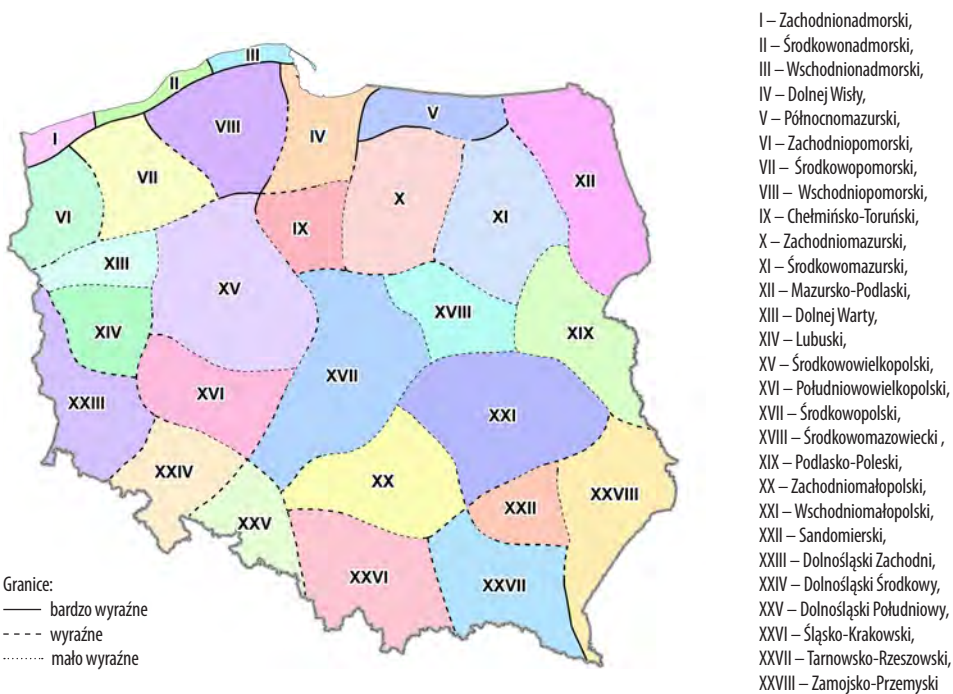 I – Zachodnionadmorski,
II – Środkowonadmorski,
III – Wschodnionadmorski,
IV – Dolnej Wisły,
V – Północnomazurski,
VI – Zachodniopomorski,
VII – Środkowopomorski,
VIII – Wschodniopomorski,
IX – Chełmińsko-Toruński,
X – Zachodniomazurski,
XI – Środkowomazurski,
XII – Mazursko-Podlaski,
XIII – Dolnej Warty,
XIV – Lubuski,
XV – Środkowowielkopolski,
XVI – Południowowielkopolski,
XVII – Środkowopolski,
XVIII – Środkowomazowiecki ,
XIX – Podlasko-Poleski,
XX – Zachodniomałopolski,
XXI – Wschodniomałopolski,
XXII – Sandomierski,
XXIII – Dolnośląski Zachodni,
XXIV – Dolnośląski Środkowy,
XXV – Dolnośląski Południowy,
XXVI – Śląsko-Krakowski,
XXVII – Tarnowsko-Rzeszowski,
XXVIII – Zamojsko-Przemyski
III
II
I
VIII
IV
V
VII
XII
X
VI
XI
IX
XIII
XV
XVIII
XIV
XIX
XVII
XVI
XXIII
XXI
XXIV
XX
XXVIII
XXII
XXV
XXVI
XXVII
Granice:
bardzo wyraźne
wyraźne
mało wyraźne